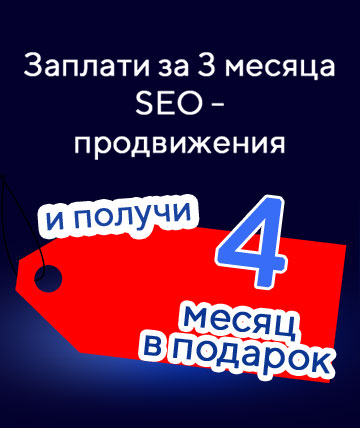 Заплати за 3 месяца
SEO -
продвижения
и получи
4
месяц
в подарок